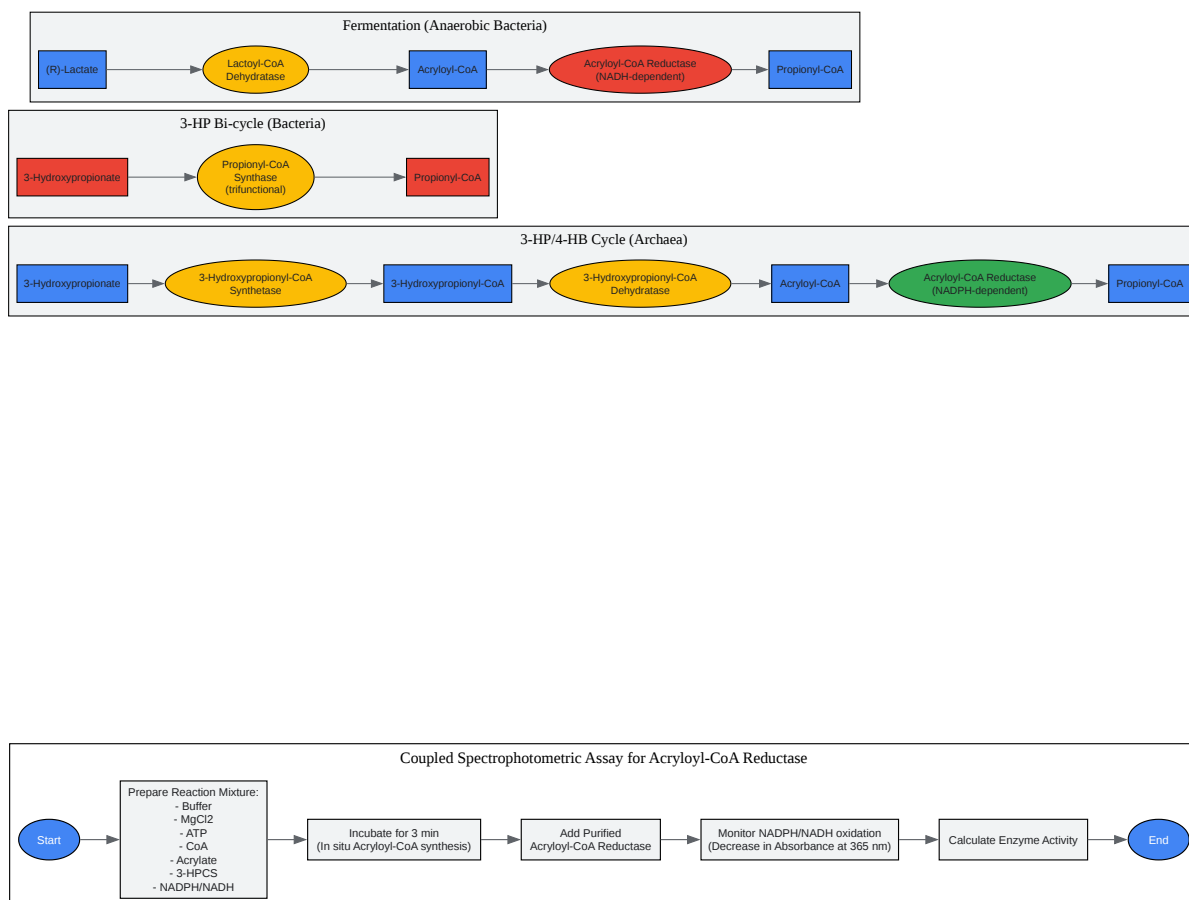 Fermentation (Anaerobic Bacteria)
(R)-Lactate
Lactoyl-CoA
Dehydratase
Acryloyl-CoA
Acryloyl-CoA Reductase
(NADH-dependent)
Propionyl-CoA
3-HP Bi-cycle (Bacteria)
3-Hydroxypropionate
Propionyl-CoA
Synthase
(trifunctional)
Propionyl-CoA
3-HP/4-HB Cycle (Archaea)
3-Hydroxypropionate
3-Hydroxypropionyl-CoA
Synthetase
3-Hydroxypropionyl-CoA
3-Hydroxypropionyl-CoA
Dehydratase
Acryloyl-CoA
Acryloyl-CoA Reductase
(NADPH-dependent)
Propionyl-CoA
Coupled Spectrophotometric Assay for Acryloyl-CoA Reductase
Start
Prepare Reaction Mixture:
- Buffer
- MgCl2
- ATP
- CoA
- Acrylate
- 3-HPCS
- NADPH/NADH
Incubate for 3 min
(In situ Acryloyl-CoA synthesis)
Add Purified
Acryloyl-CoA Reductase
Monitor NADPH/NADH oxidation
(Decrease in Absorbance at 365 nm)
Calculate Enzyme Activity
End